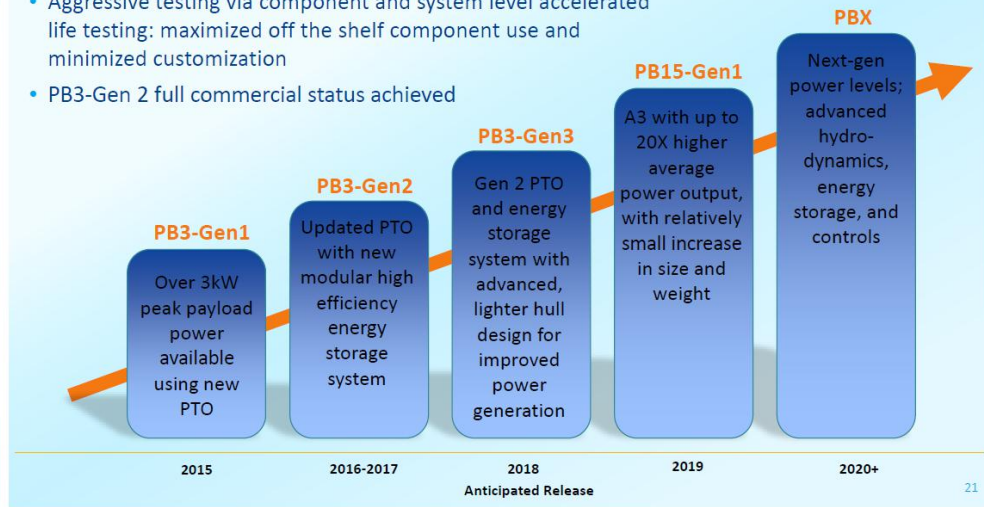 • Aggressive testing via component and system level accelerated
life testing: maximized off the shelf component use and
minimized customization
• PB3-Gen 2 full commercial status achieved
PB3-Gen1
Over 3kW
peak payload
power
available
using new
PTO
PB3-Gen2
Updated PTO
with new
modular high
efficiency
energy
storage
system
PB3-Gen3
Gen 2 PTO
and energy
storage
system with
advanced,
lighter hull
design for
improved
power
generation
PB15-Gen1
A3 with up to
20X higher
average
power output,
with relatively
small increase
in size and
weight
PBX
Next-gen
power levels;
advanced
hydro-
dynamics,
energy
storage, and
controls
2015
2016-2017
2018
2019
2020+
Anticipated Release
21